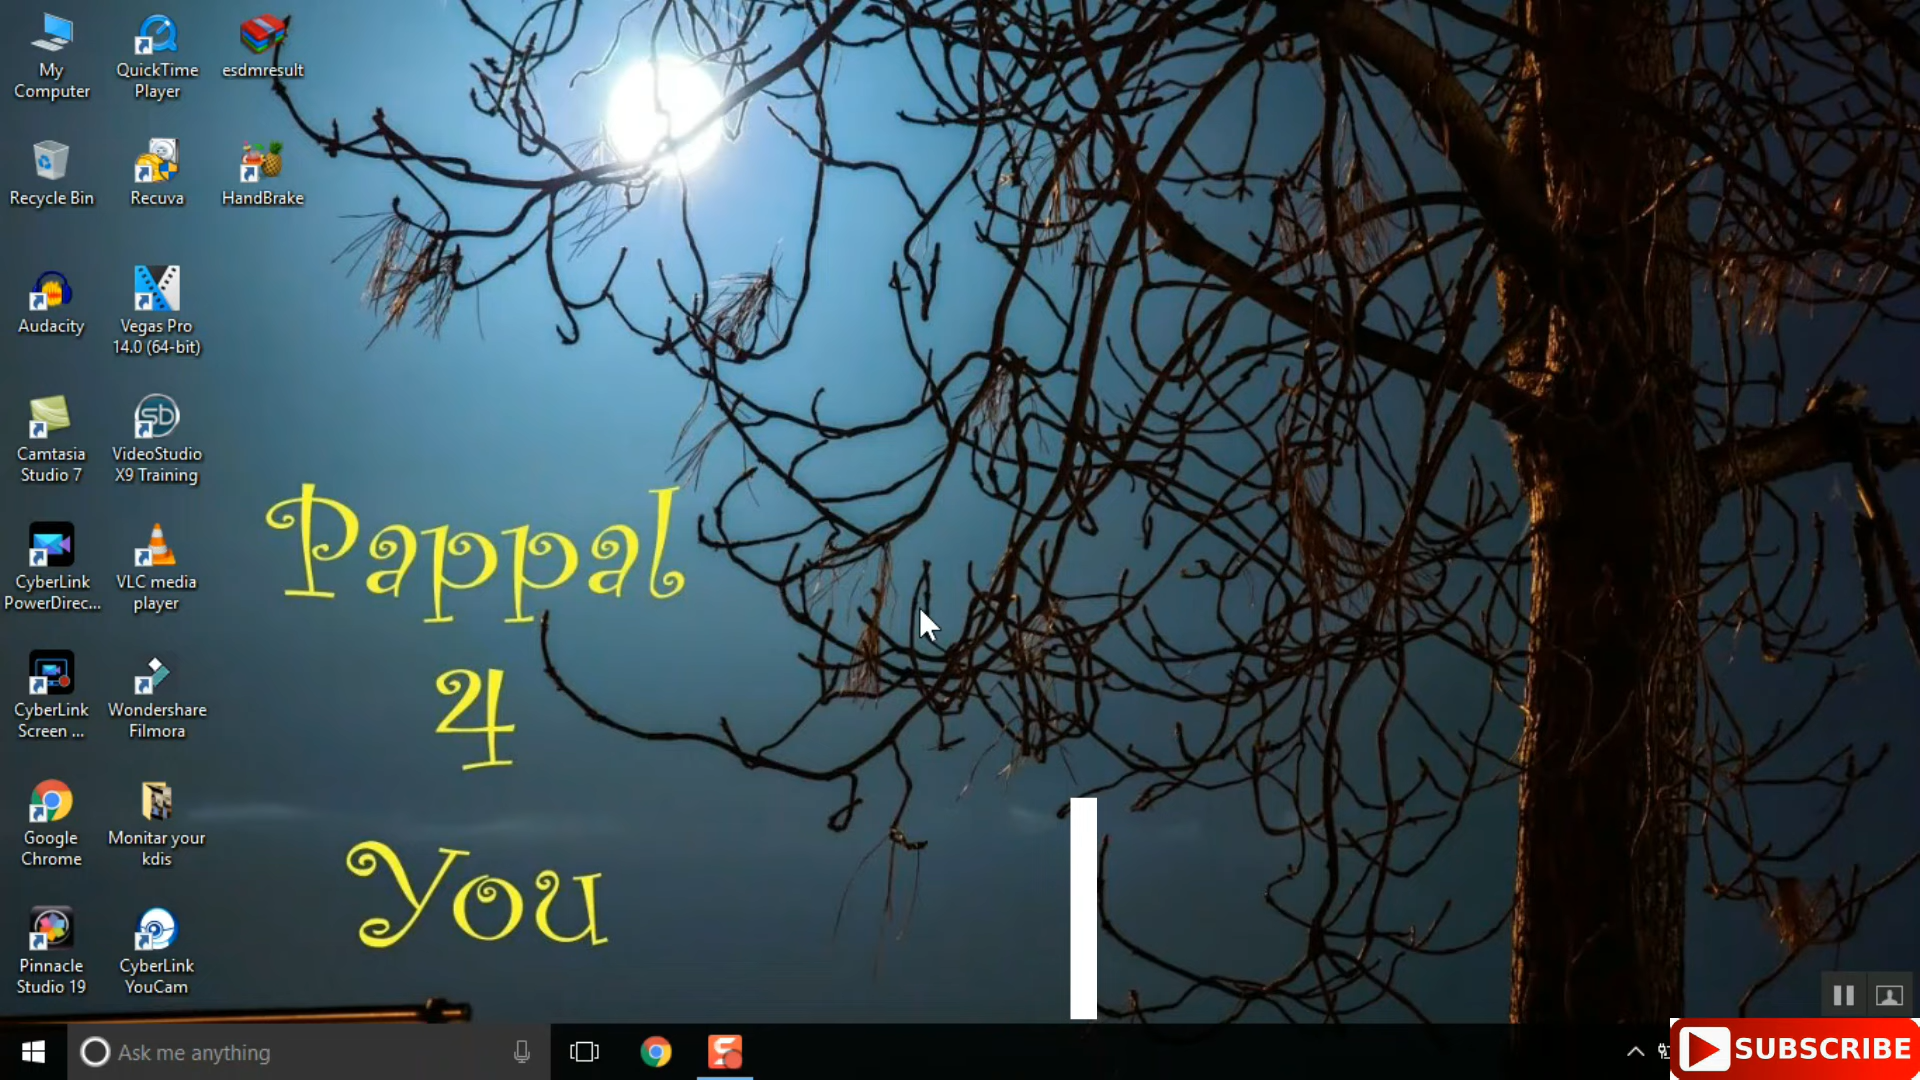 My
Computer
QuickTime
Player
esdmresult
Recycle Bin
Recuva
HandBrake
Audacity
Vegas Pro
14.0 (64-bit)
Camtasia
Studio 7
sb
VideoStudio
X9 Training
CyberLink
PowerDirec...
VLC media
player
CyberLink
Screen ...
Wondershare
Filmora
Google
Chrome
Monitar your
kdis
Pinnacle
Studio 19
CyberLink
YouCam
Pappal
4
You
Ask me anything
SUBSCRIBE